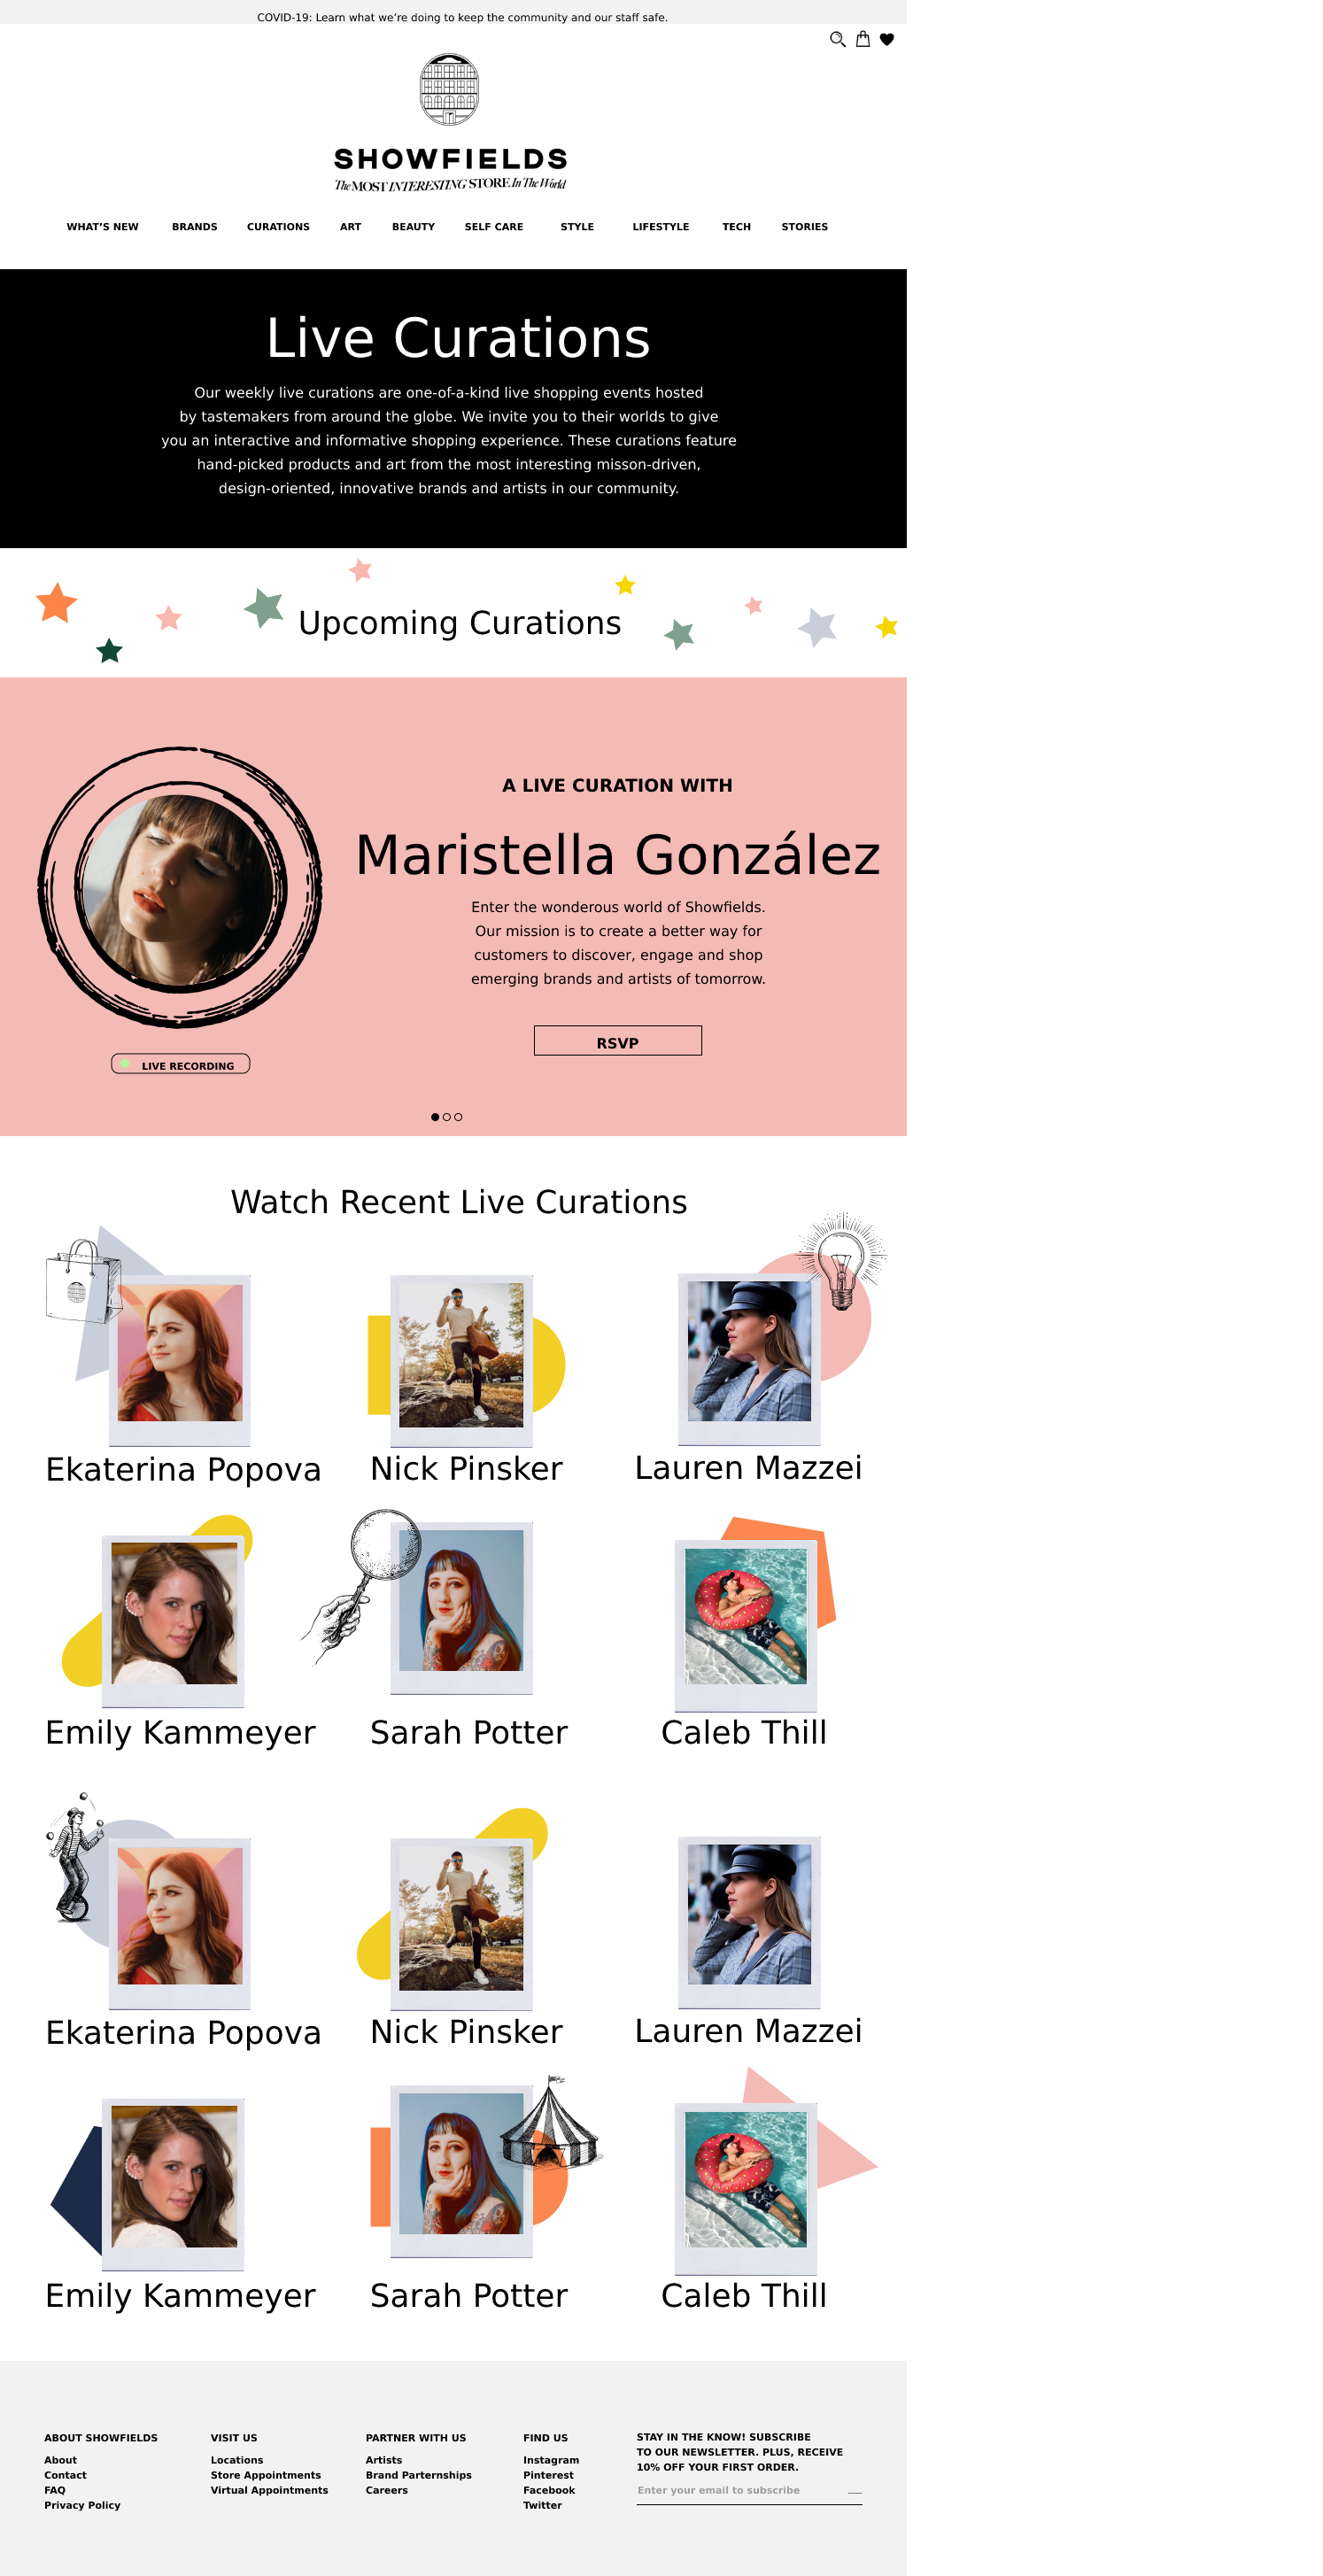 COVID-19: Learn what we’re doing to keep the community and our staff safe.
SHOWFIELDS
The MOST INTERESTING STORE In The World
WHAT’S NEW BRANDS CURATIONS ART BEAUTY SELF CARE STYLE LIFESTYLE TECH STORIES
Live Curations
Our weekly live curations are one-of-a-kind live shopping events hosted
by tastemakers from around the globe. We invite you to their worlds to give
you an interactive and informative shopping experience. These curations feature
hand-picked products and art from the most interesting misson-driven,
design-oriented, innovative brands and artists in our community.
Upcoming Curations
A LIVE CURATION WITH
Maristella González
Enter the wonderous world of Showfields.
Our mission is to create a better way for
customers to discover, engage and shop
emerging brands and artists of tomorrow.
RSVP
LIVE RECORDING
Watch Recent Live Curations
Ekaterina Popova
Nick Pinsker
Lauren Mazzei
Emily Kammeyer
Sarah Potter
Caleb Thill
Ekaterina Popova
Nick Pinsker
Lauren Mazzei
Emily Kammeyer
Sarah Potter
Caleb Thill
ABOUT SHOWFIELDS
About
Contact
FAQ
Privacy Policy
VISIT US
Locations
Store Appointments
Virtual Appointments
PARTNER WITH US
Artists
Brand Parternships
Careers
FIND US
Instagram
Pinterest
Facebook
Twitter
STAY IN THE KNOW! SUBSCRIBE
TO OUR NEWSLETTER. PLUS, RECEIVE
10% OFF YOUR FIRST ORDER.
Enter your email to subscribe